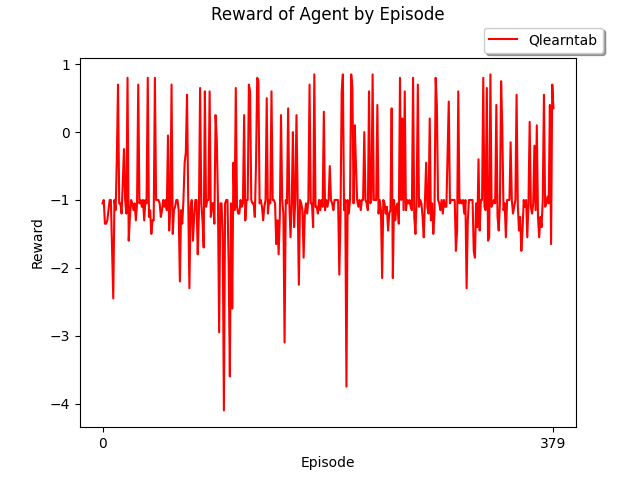 Reward of Agent by Episode
Qlearntab
1
0
−1
−2
−3
−4
Reward
0
379
Episode